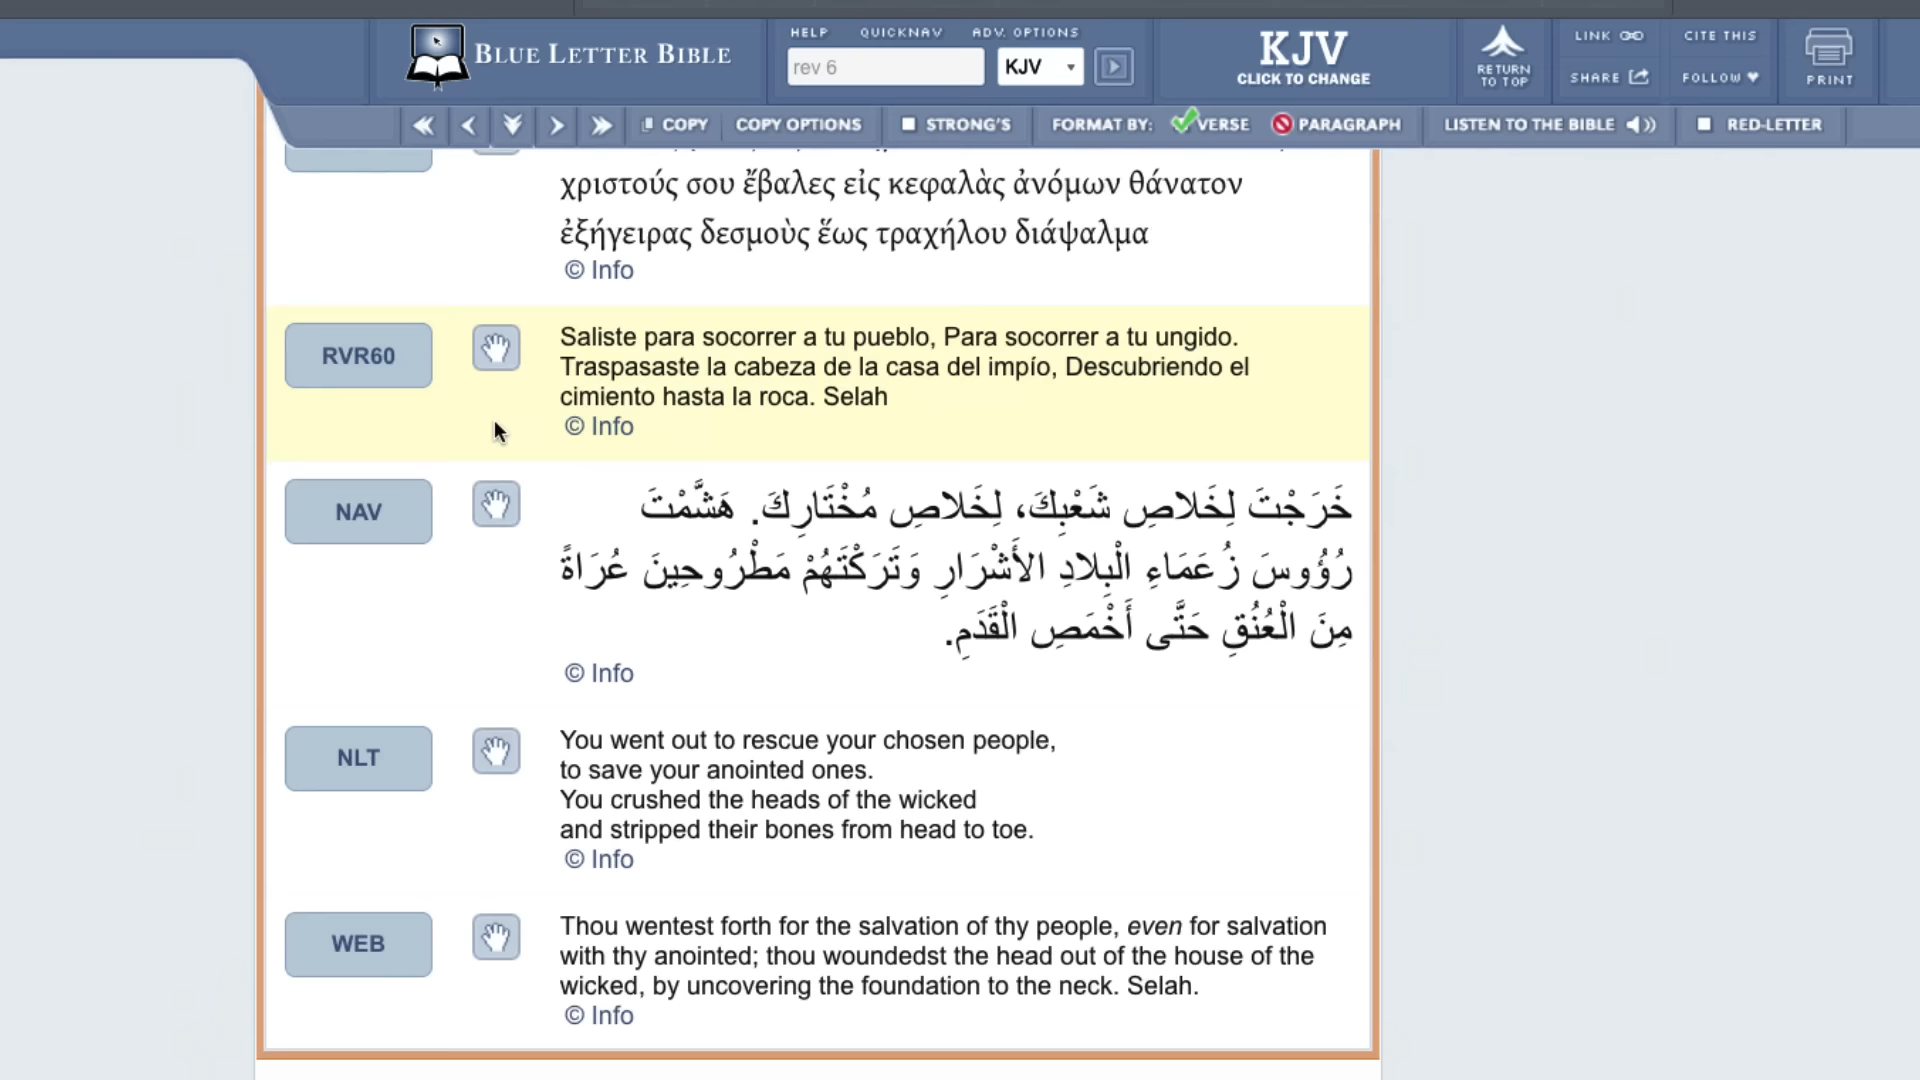 BLUE LETTER BIBLE
HELP QUICKNAV ADV. OPTIONS
rev 6
KJV
KJV
CLICK TO CHANGE
RETURN
TO TOP
LINK
SHARE
CITE THIS
FOLLOW
PRINT
COPY COPY OPTIONS STRONG'S FORMAT BY: VERSE PARAGRAPH LISTEN TO THE BIBLE RED-LETTER
χριστούς σου ἔβαλες εἰς κεφαλὰς ἀνόμων θάνατον
ἐξήγειρας δεσμοὺς ἕως τραχήλου διάψαλμα
© Info
RVR60
Saliste para socorrer a tu pueblo, Para socorrer a tu ungido.
Traspasaste la cabeza de la casa del impío, Descubriendo el
cimiento hasta la roca. Selah
© Info
NAV
خَرَجْتَ لِخَلاصِ شَعْبِكَ، لِخَلاصِ مُخْتَارِكَ. هَشَّمْتَ
رُؤُوسَ زُعَمَاءِ الْبِلادِ الأَشْرَارِ وَتَرَكْتَهُمْ مَطْرُوحِينَ عُرَاةً
مِنَ الْعُنُقِ حَتَّى أَخْمَصِ الْقَدَمِ.
© Info
NLT
You went out to rescue your chosen people,
to save your anointed ones.
You crushed the heads of the wicked
and stripped their bones from head to toe.
© Info
WEB
Thou wentest forth for the salvation of thy people, even for salvation
with thy anointed; thou woundedst the head out of the house of the
wicked, by uncovering the foundation to the neck. Selah.
© Info